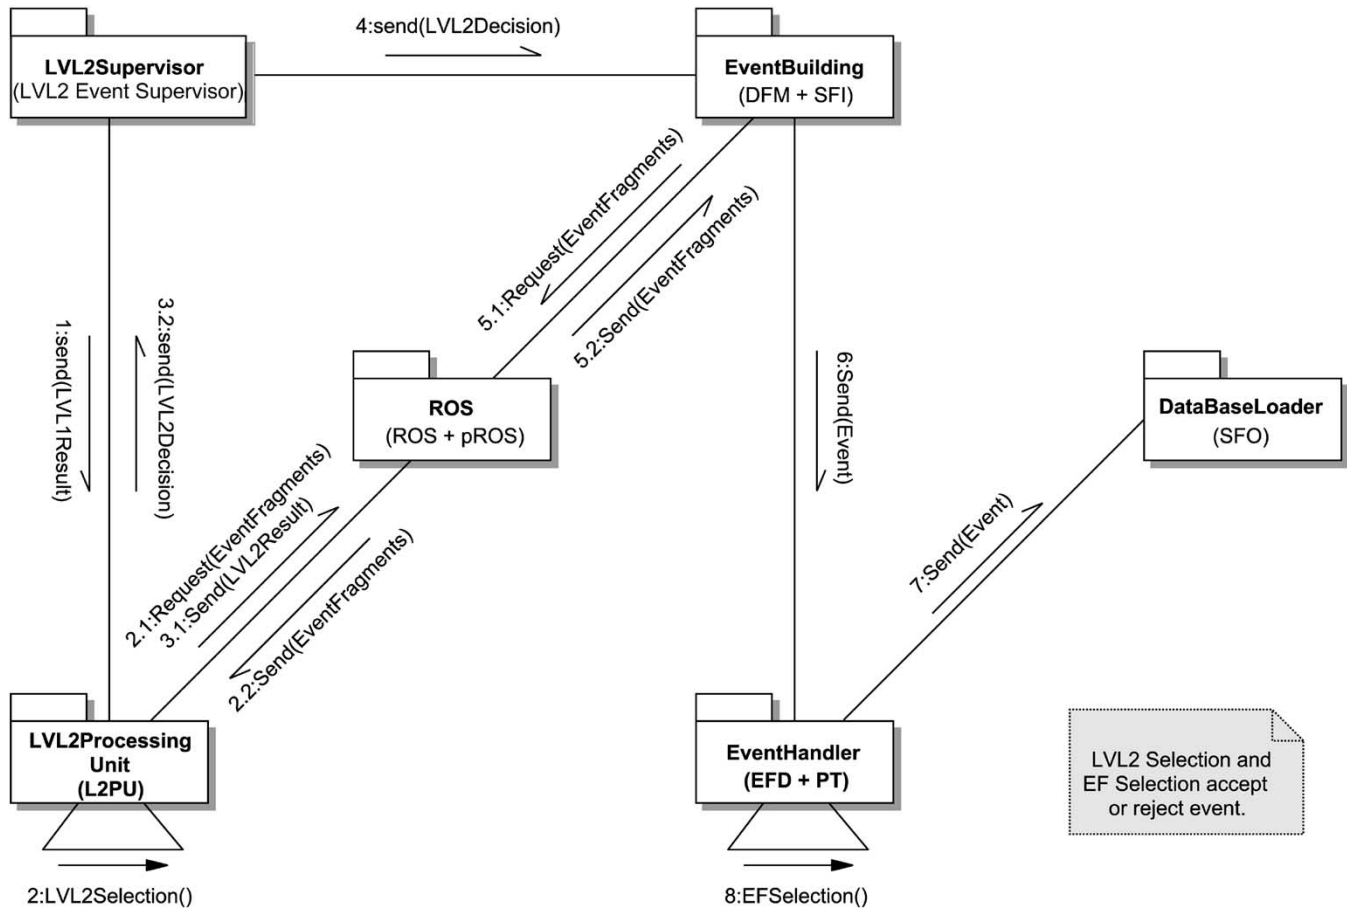 4:send(LVL2Decision)
LVL2Supervisor
(LVL2 Event Supervisor)
EventBuilding
(DFM + SFI)
5.1:Request(EventFragments)
5.2:Send(EventFragments)
1:send(LVL1Result)
3.2:send(LVL2Decision)
6:Send(Event)
ROS
(ROS + pROS)
DataBaseLoader
(SFO)
2.1:Request(EventFragments)
3.1:Send(LVL2Result)
2.2:Send(EventFragments)
7:Send(Event)
LVL2Processing
Unit
(L2PU)
EventHandler
(EFD + PT)
LVL2 Selection and
EF Selection accept
or reject event.
2:LVL2Selection()
8:EFSelection()